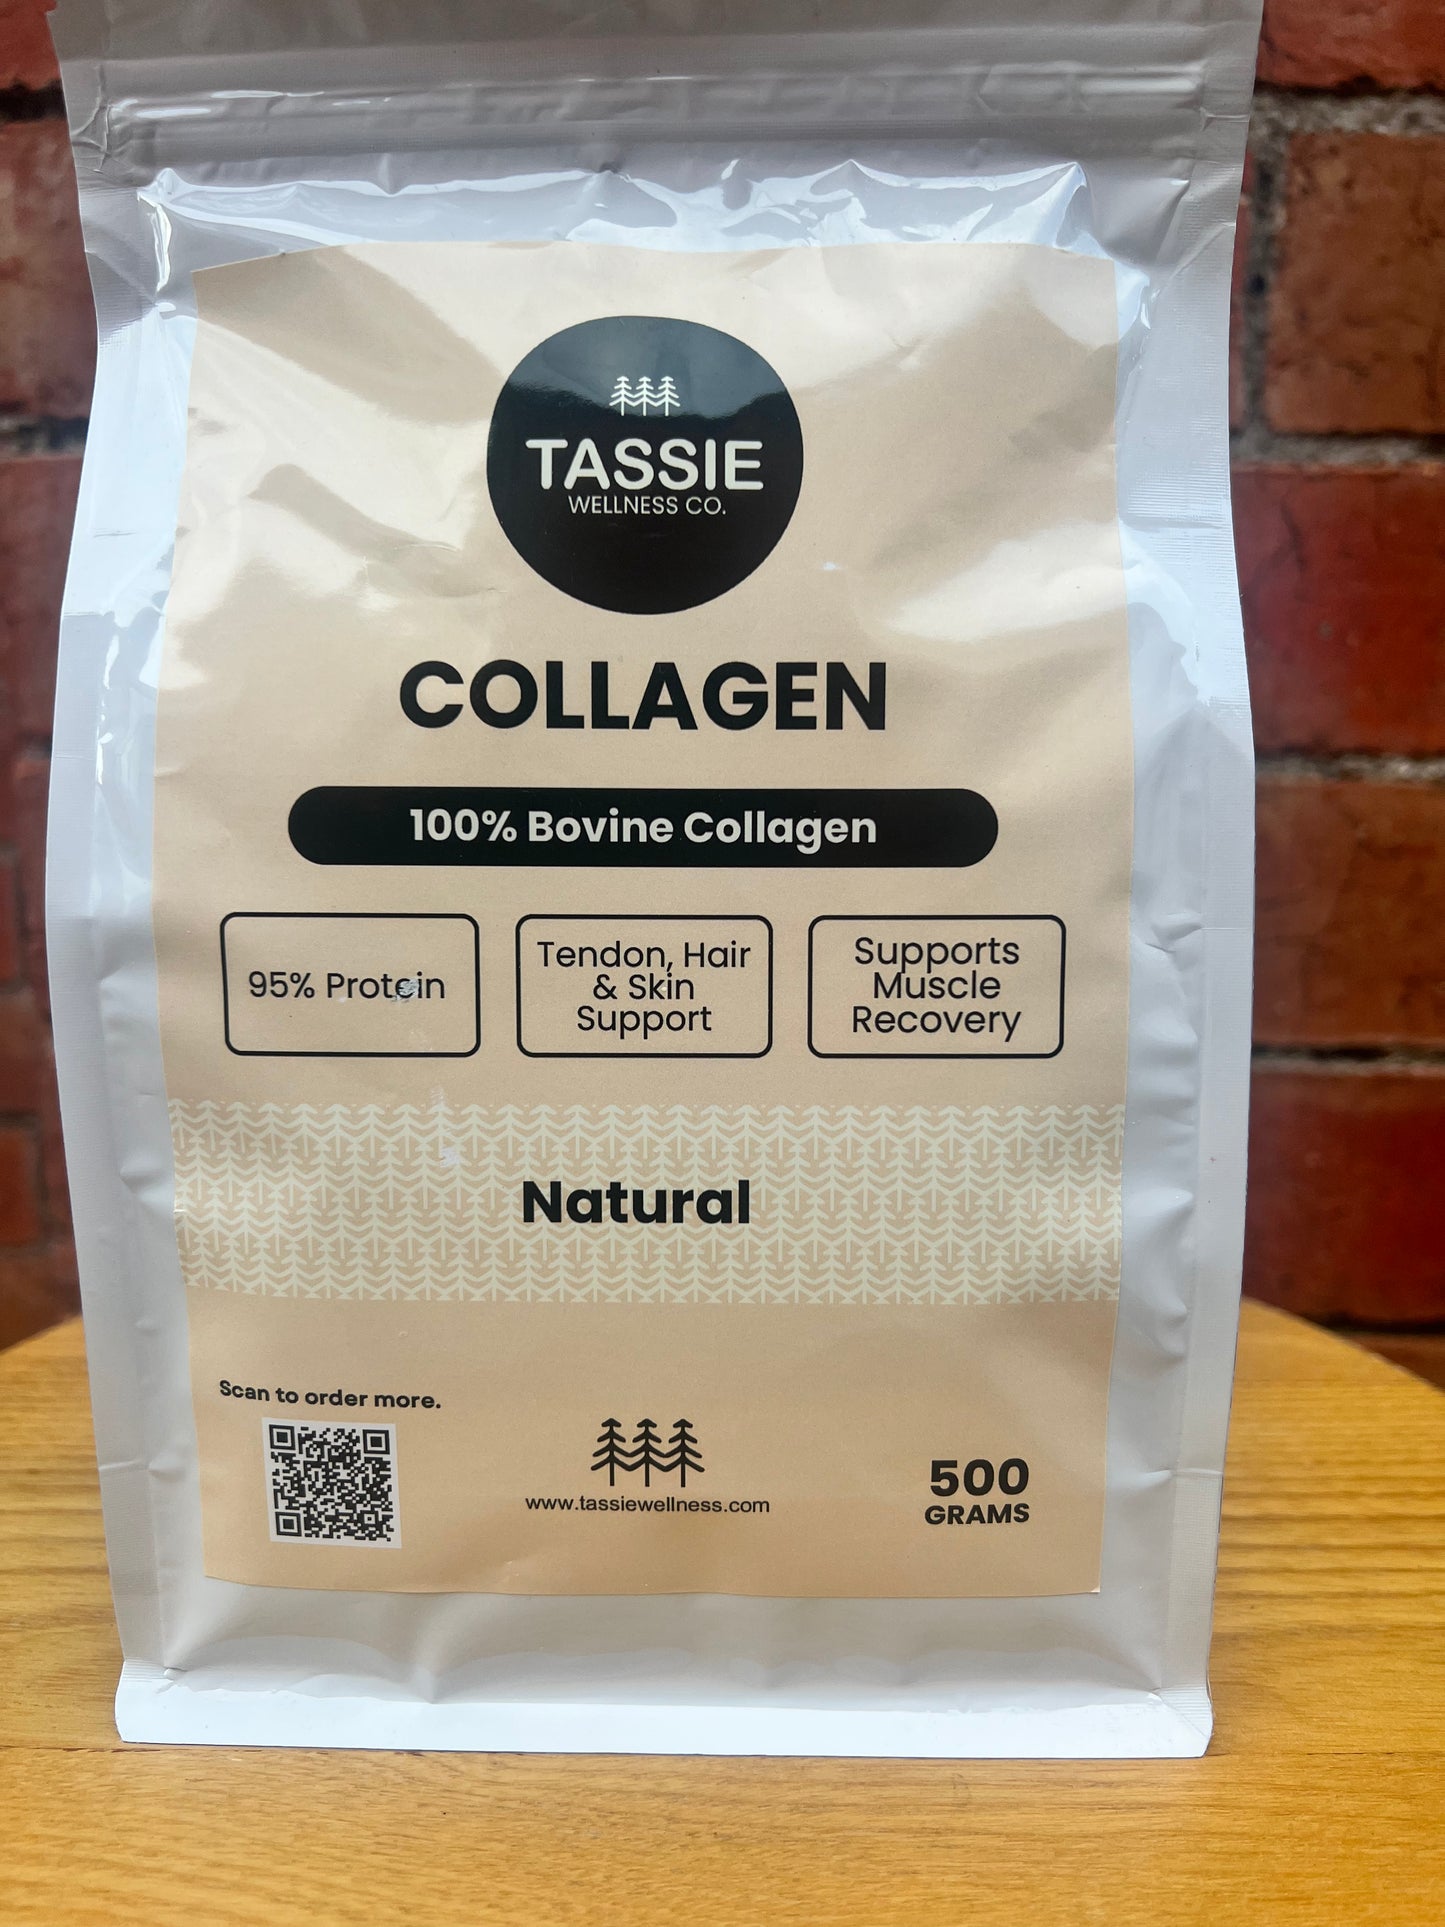 TASSIE
WELLNESS CO.
COLLAGEN
100% Bovine Collagen
95% Protein
Tendon, Hair
& Skin
Support
Supports
Muscle
Recovery
Natural
Scan to order more.
www.tassiewellness.com
500
GRAMS